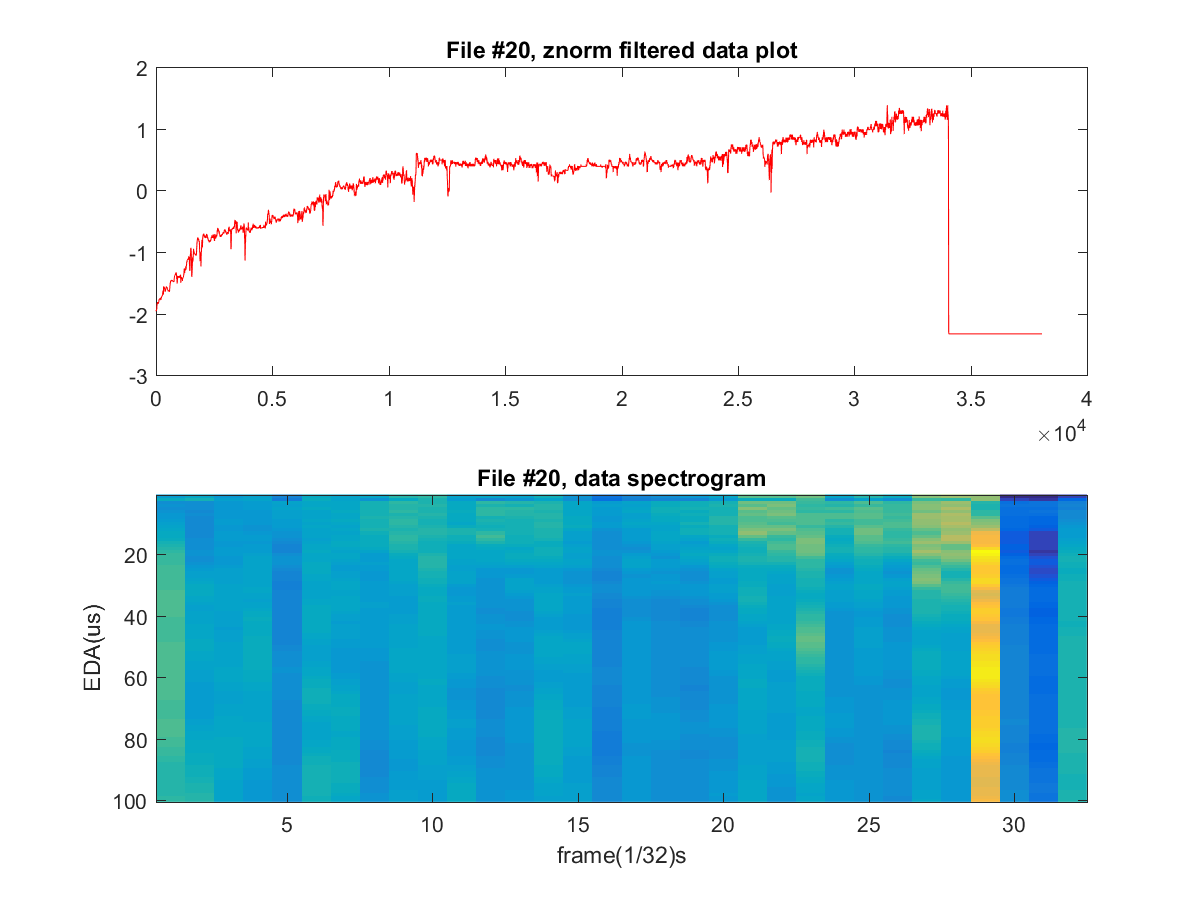 File #20, znorm filtered data plot
2
1
0
-1
-2
-3
0 0.5 1 1.5 2 2.5 3 3.5 4
×10^4
File #20, data spectrogram
20
40
60
80
100
EDA(us)
5 10 15 20 25 30
frame(1/32)s